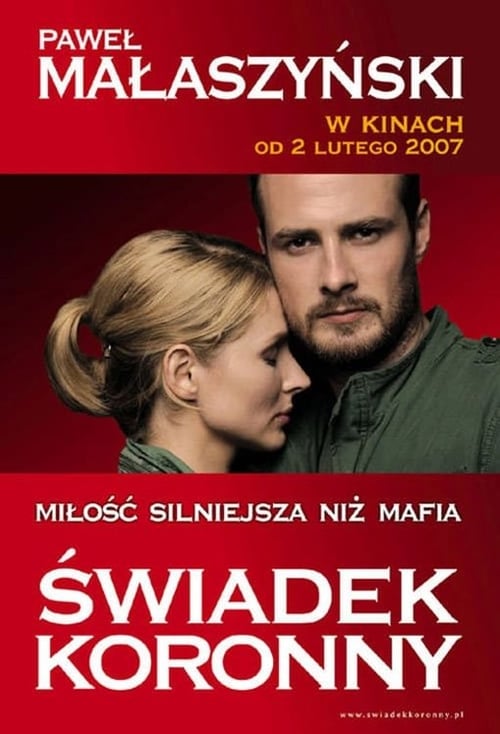 PAWEŁ
MAŁASZYŃSKI
W KINACH
OD 2 LUTEGO 2007
MIŁOŚĆ SILNIEJSZA NIŻ MAFIA
ŚWIADEK
KORONNY
www.swiadekkoronny.pl